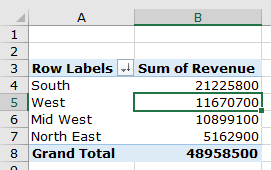 A B
1
2
3 Row Labels Sum of Revenue
4 South 21225800
5 West 11670700
6 Mid West 10899100
7 North East 5162900
8 Grand Total 48958500